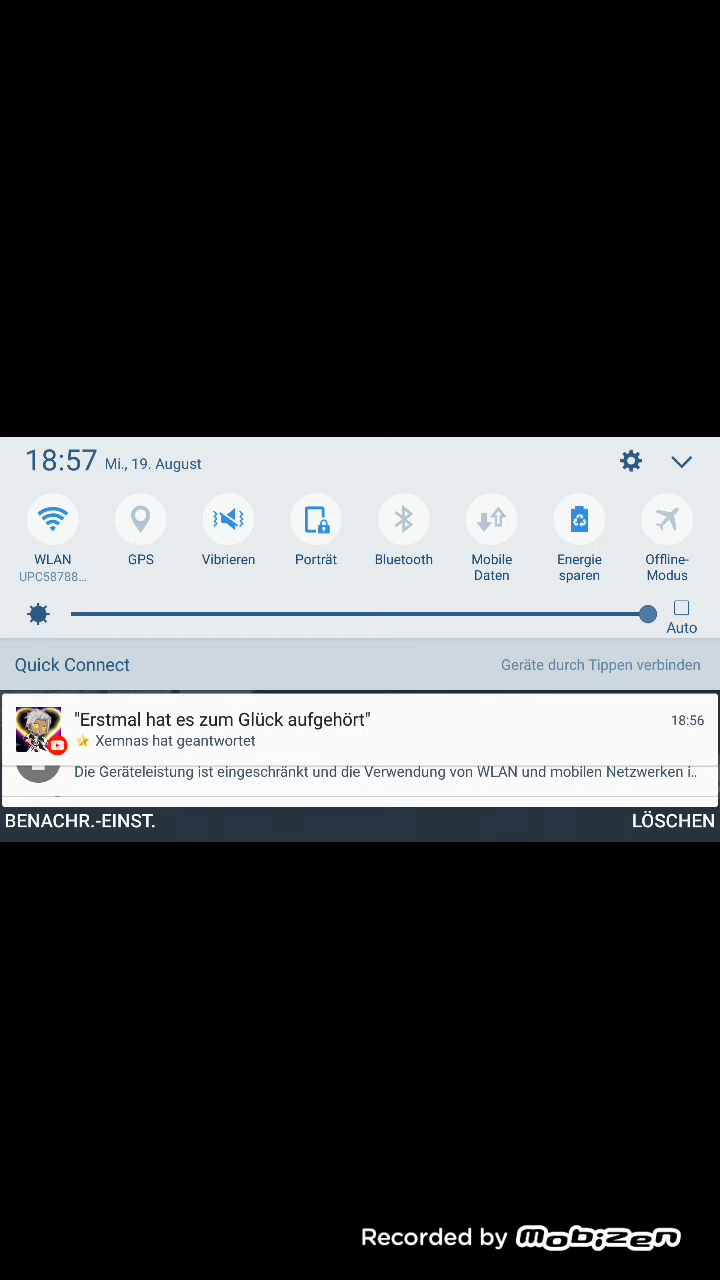 18:57 Mi., 19. August
WLAN
UPC58788...
GPS
Vibrieren
Porträt
Bluetooth
Mobile
Daten
Energie
sparen
Offline-
Modus
Auto
Quick Connect
Geräte durch Tippen verbinden
"Erstmal hat es zum Glück aufgehört"
18:56
Xemnas hat geantwortet
Die Geräteleistung ist eingeschränkt und die Verwendung von WLAN und mobilen Netzwerken i..
BENACHR.-EINST.
LÖSCHEN
Recorded by mobizen